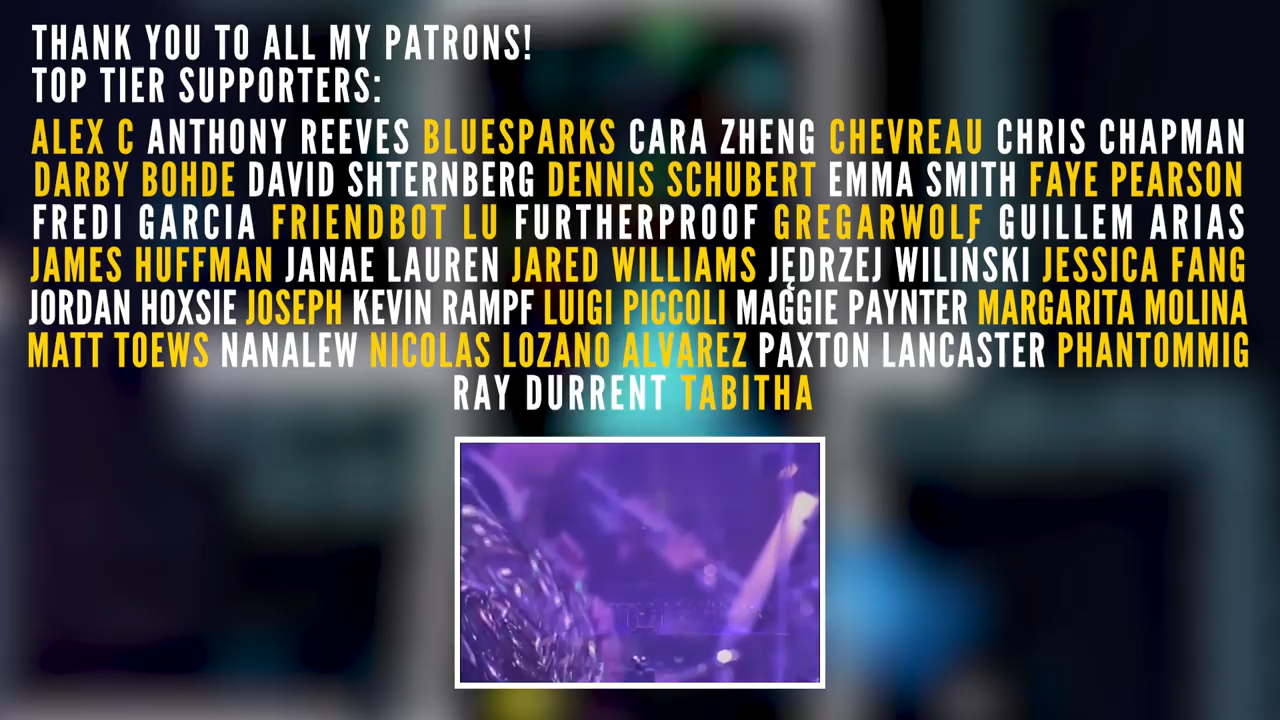 THANK YOU TO ALL MY PATRONS!
TOP TIER SUPPORTERS:
ALEX C ANTHONY REEVES BLUESPARKS CARA ZHENG CHEVREAU CHRIS CHAPMAN
DARBY BOHDE DAVID SHTERNBERG DENNIS SCHUBERT EMMA SMITH FAYE PEARSON
FREDI GARCIA FRIENDBOT LU FURTHERPROOF GREGARWOLF GUILLEM ARIAS
JAMES HUFFMAN JANAE LAUREN JARED WILLIAMS JĘDRZEJ WILIŃSKI JESSICA FANG
JORDAN HOXSIE JOSEPH KEVIN RAMPF LUIGI PICCOLI MAGGIE PAYNTER MARGARITA MOLINA
MATT TOEWS NANALEW NICOLAS LOZANO ALVAREZ PAXTON LANCASTER PHANTOMMIG
RAY DURRENT TABITHA